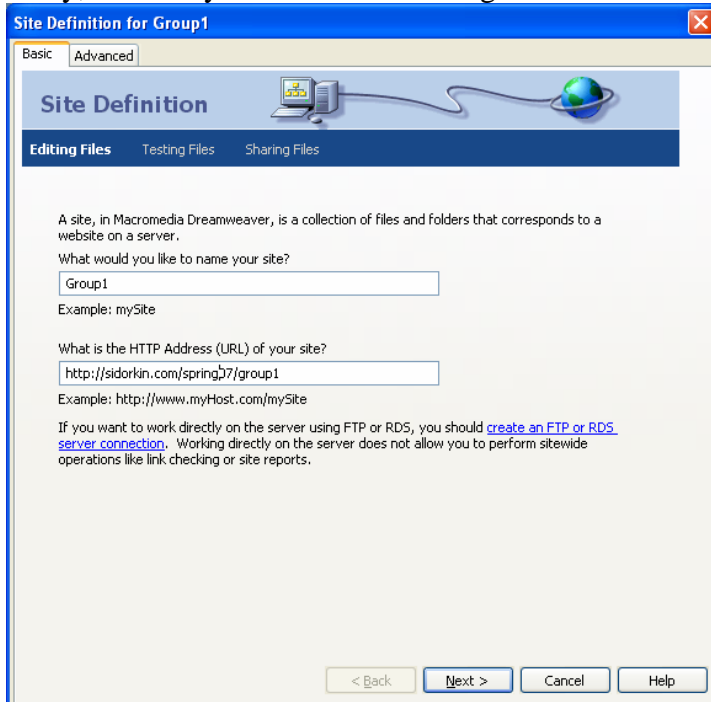 Site Definition for Group1
Basic Advanced
Site Definition
Editing Files Testing Files Sharing Files
A site, in Macromedia Dreamweaver, is a collection of files and folders that corresponds to a
website on a server.
What would you like to name your site?
Group1
Example: mySite
What is the HTTP Address (URL) of your site?
http://sidorkin.com/spring07/group1
Example: http://www.myHost.com/mySite
If you want to work directly on the server using FTP or RDS, you should create an FTP or RDS
server connection. Working directly on the server does not allow you to perform sitewide
operations like link checking or site reports.
< Back Next > Cancel Help